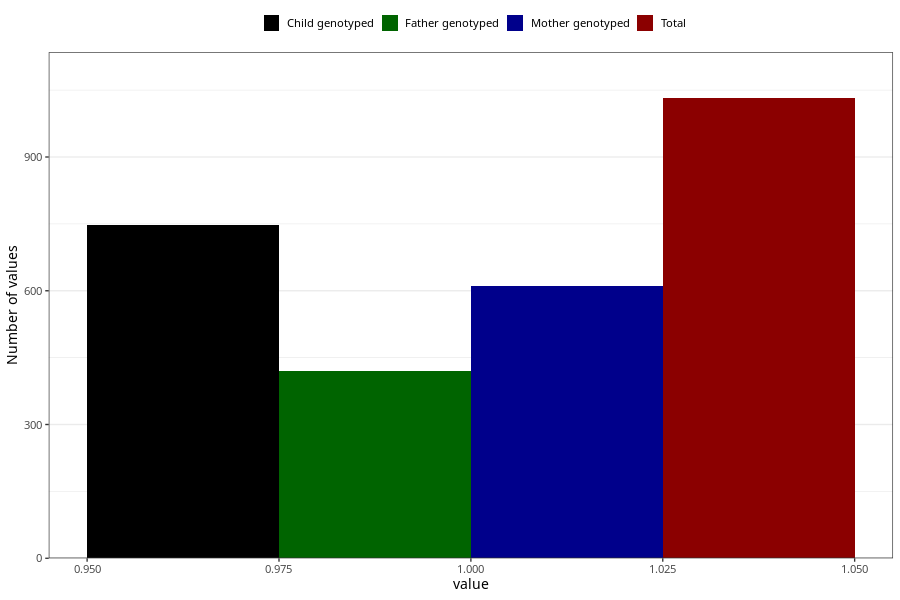 Child genotyped Father genotyped Mother genotyped Total
Number of values
900
600
300
0
0.950 0.975 1.000 1.025 1.050
value